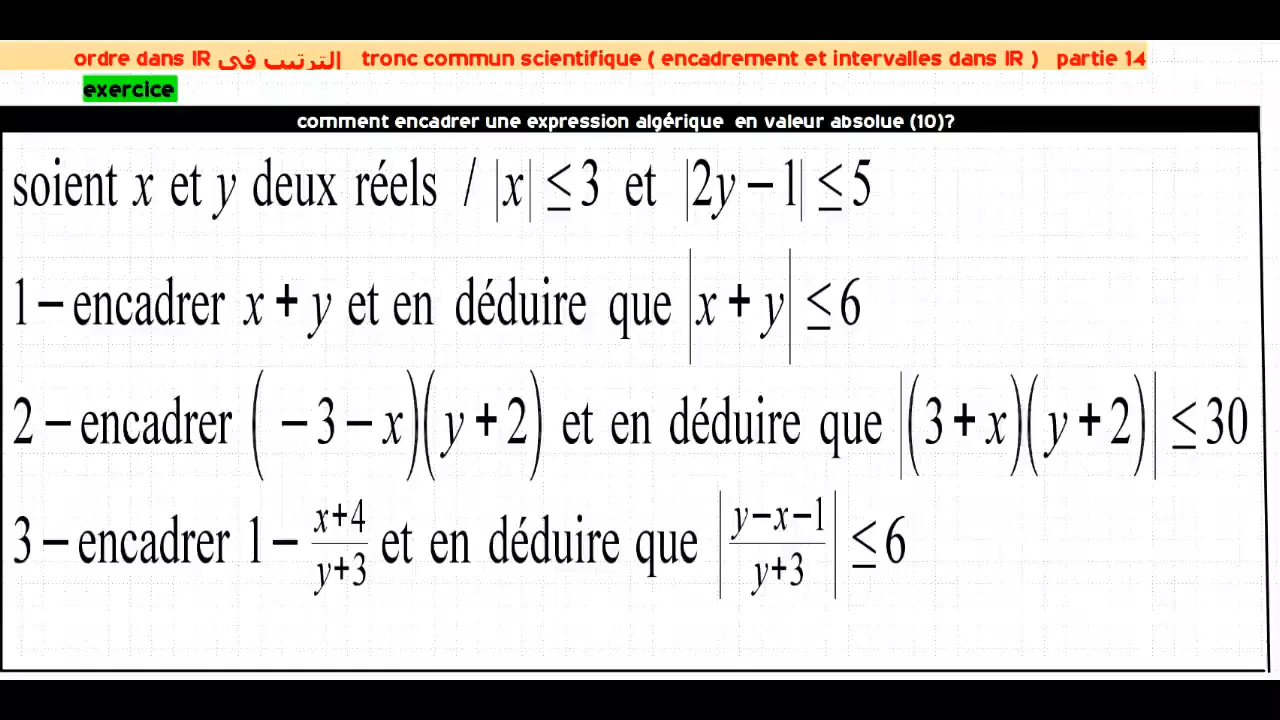 ordre dans IR الترتيب في tronc commun scientifique ( encadrement et intervalles dans IR ) partie 14
exercice
comment encadrer une expression algérique en valeur absolue (10)?
soient x et y deux réels / |x| ≤ 3 et |2y − 1| ≤ 5
1 − encadrer x + y et en déduire que |x + y| ≤ 6
2 − encadrer (−3 − x)(y + 2) et en déduire que |(3 + x)(y + 2)| ≤ 30
3 − encadrer 1 − \frac{x+4}{y+3} et en déduire que |\frac{y−x−1}{y+3}| ≤ 6